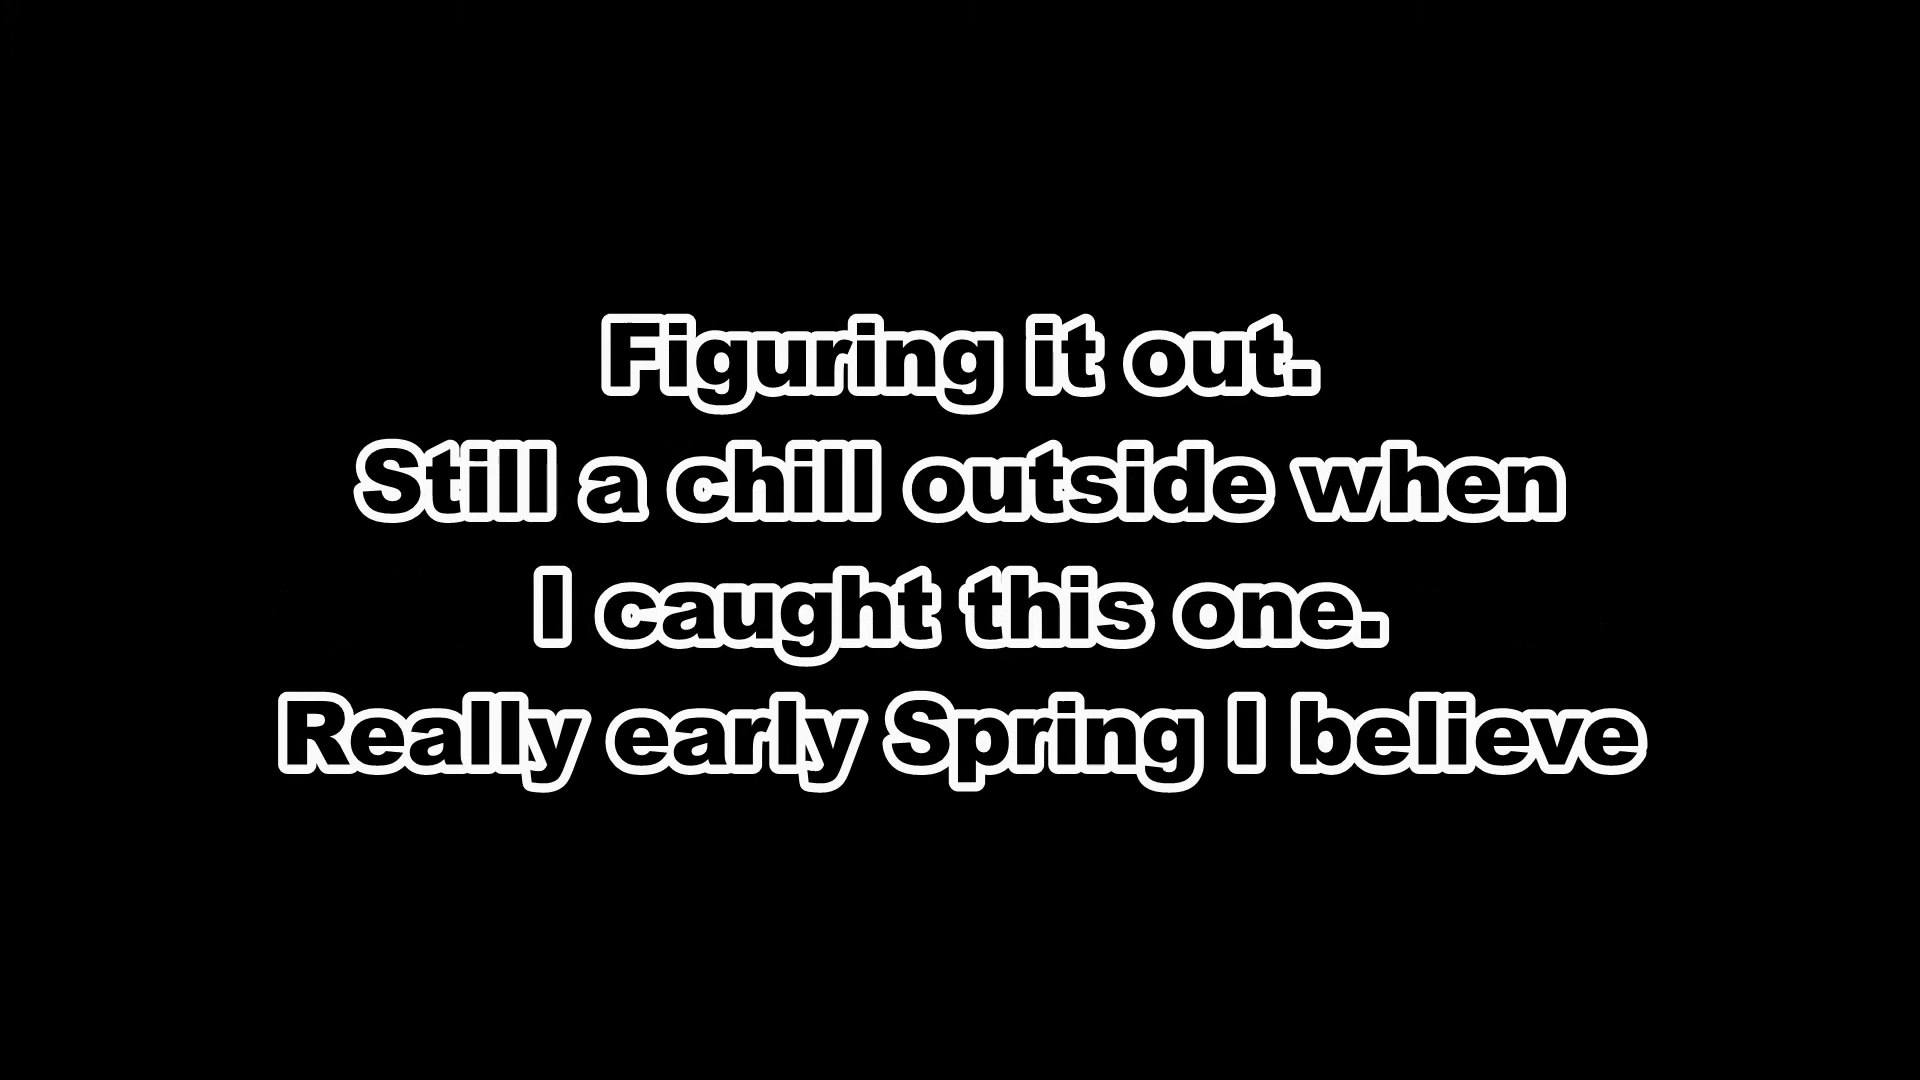 Figuring it out.
Still a chill outside when
I caught this one.
Really early Spring I believe